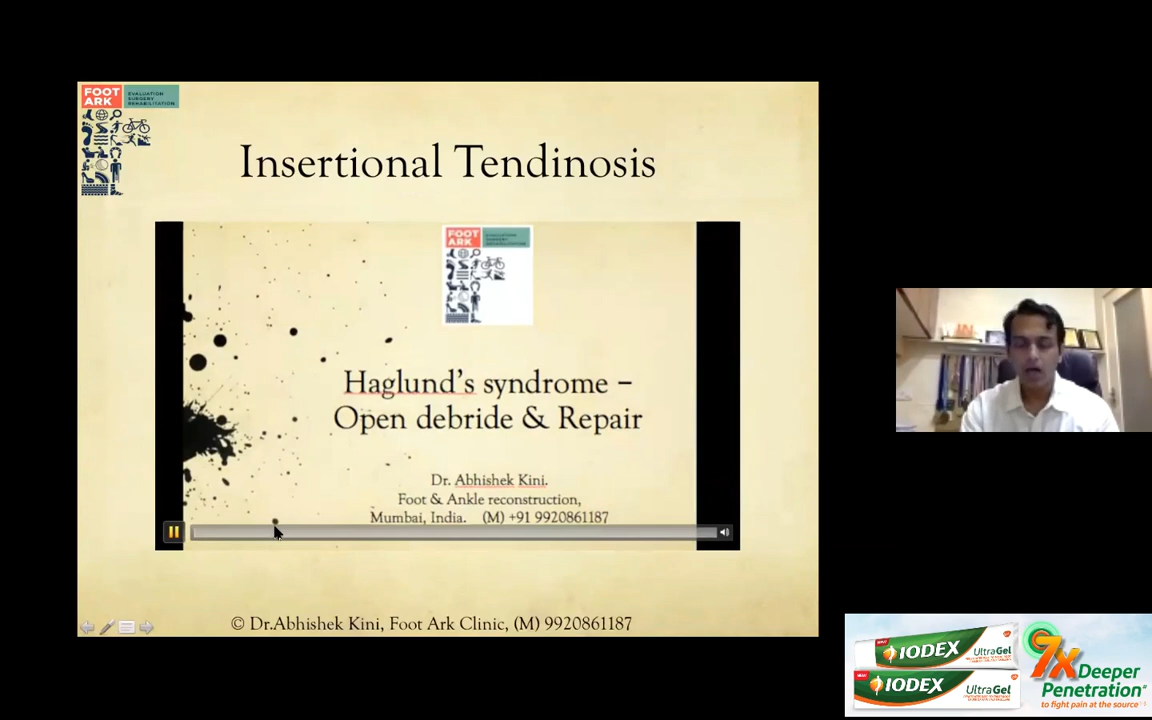 FOOT
ARK
EVALUATION
SURGERY
REHABILITATION
Insertional Tendinosis
FOOT
ARK
Haglund's syndrome –
Open debride & Repair
Dr. Abhishek Kini.
Foot & Ankle reconstruction,
Mumbai, India. (M) +91 9920861187
© Dr.Abhishek Kini, Foot Ark Clinic, (M) 9920861187
IODEX
UltraGel
IODEX
UltraGel
7X
Deeper
Penetration
to fight pain at the source